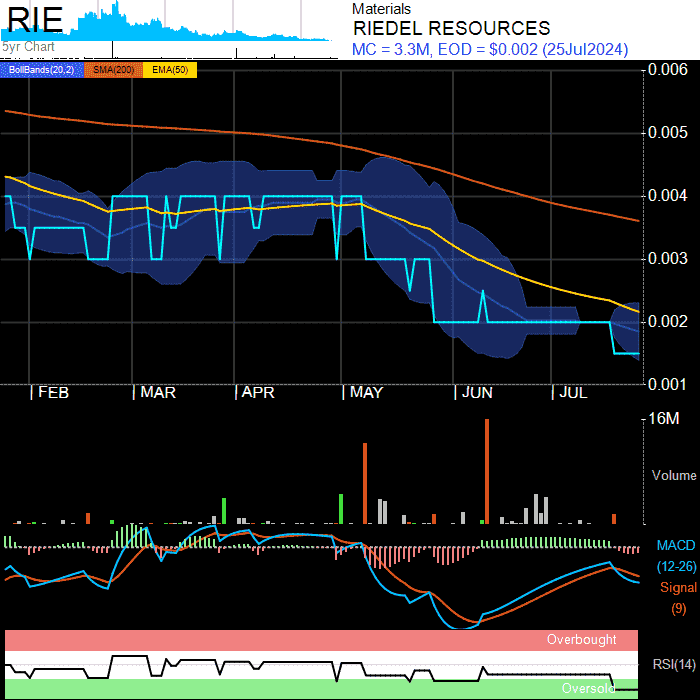 RIE
5yr Chart
Materials
RIEDEL RESOURCES
MC = 3.3M, EOD = $0.002 (25Jul2024)
BollBands(20,2) SMA(200) EMA(50)
0.006
0.005
0.004
0.003
0.002
0.001
FEB MAR APR MAY JUN JUL
16M
Volume
MACD
(12-26)
Signal
(9)
Overbought
RSI(14)
Oversold